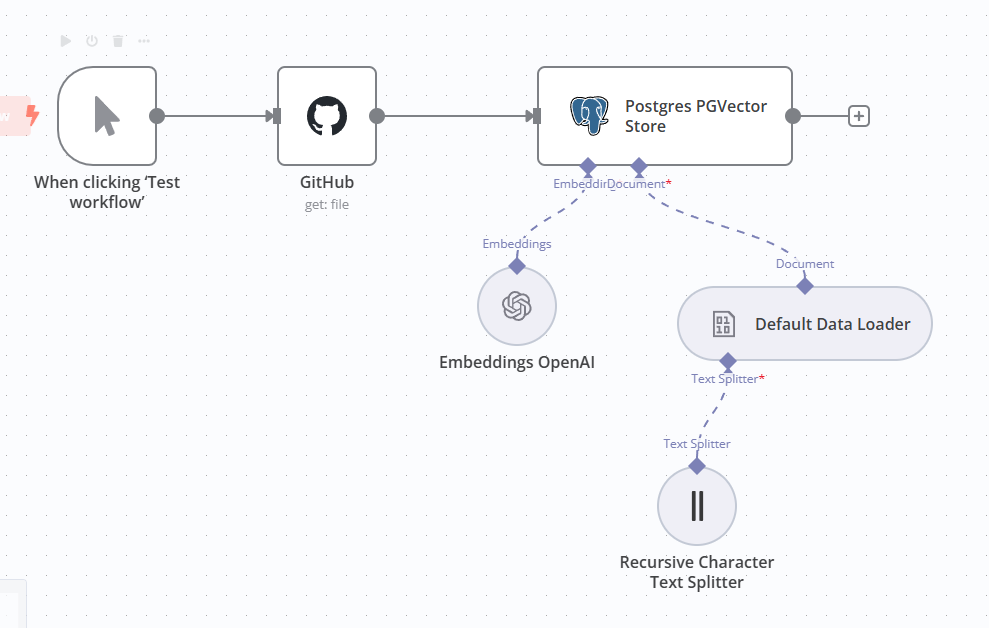 Postgres PGVector
Store
When clicking ‘Test
workflow’
GitHub
get: file
Document*
Embeddings
Document
Embeddings OpenAI
0110
Default Data Loader
Text Splitter*
Text Splitter
Recursive Character
Text Splitter